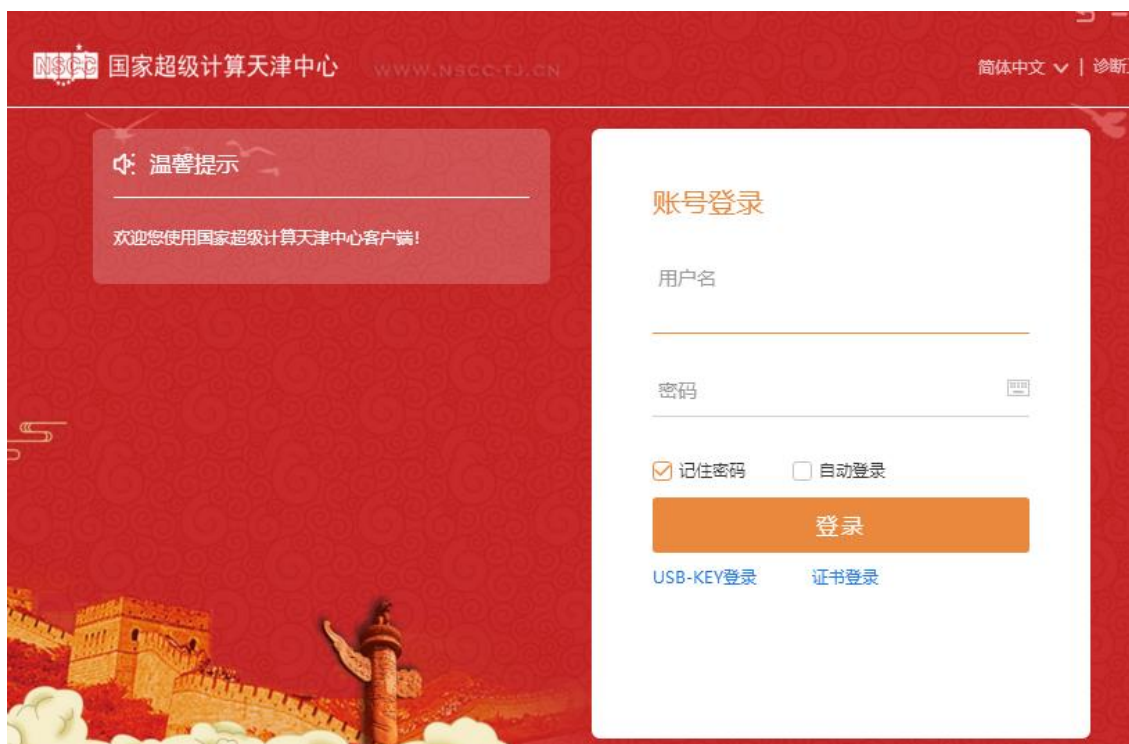 NSCC 国家超级计算天津中心 WWW.NSCC-TJ.CN
简体中文 | 诊断
温馨提示
欢迎您使用国家超级计算天津中心客户端!
账号登录
用户名
密码
记住密码 自动登录
登录
USB-KEY登录 证书登录